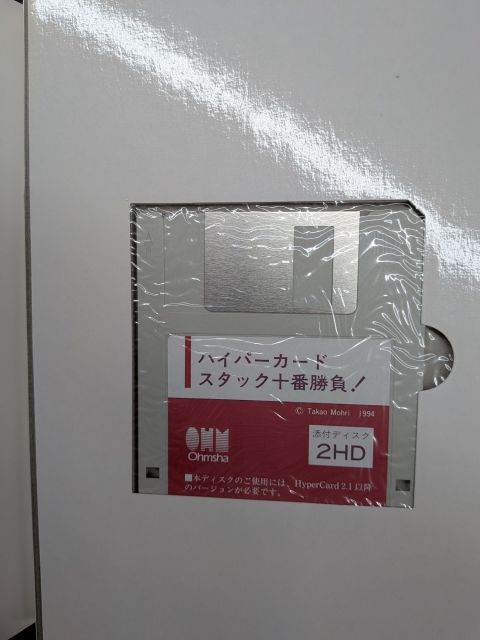 ハイパーカード
スタック十番勝負!
© Takao Mohri 1994
OHM
Ohmsha
添付ディスク
2HD
■本ディスクのご使用には、HyperCard 2.1 以降
のバージョンが必要です。